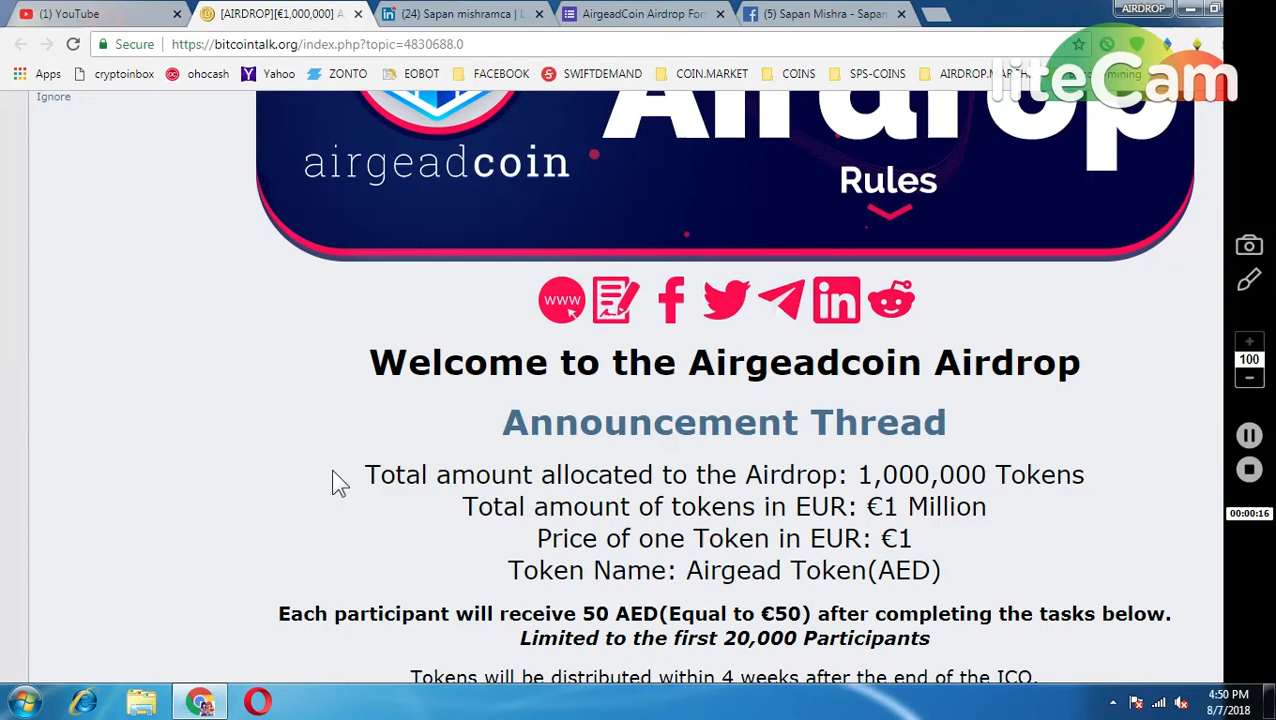 (1) YouTube
[AIRDROP][€1,000,000] A
(24) Sapan mishra mishra | L
AirgeadCoin Airdrop Form
(5) Sapan Mishra - Sapan
AIRDROP
Secure
https://bitcointalk.org/index.php?topic=4830688.0
Apps
cryptoinbox
ohocash
Yahoo
ZONTO
EOBOT
FACEBOOK
SWIFTDEMAND
COIN.MARKET
COINS
SPS-COINS
mining
liteCam
Ignore
Airdrop
airgeadcoin
Rules
www
Welcome to the Airgeadcoin Airdrop
Announcement Thread
Total amount allocated to the Airdrop: 1,000,000 Tokens
Total amount of tokens in EUR: €1 Million
Price of one Token in EUR: €1
Token Name: Airgead Token(AED)
Each participant will receive 50 AED(Equal to €50) after completing the tasks below.
Limited to the first 20,000 Participants
Tokens will be distributed within 4 weeks after the end of the ICO.
100
00:00:16
4:50 PM
8/7/2018